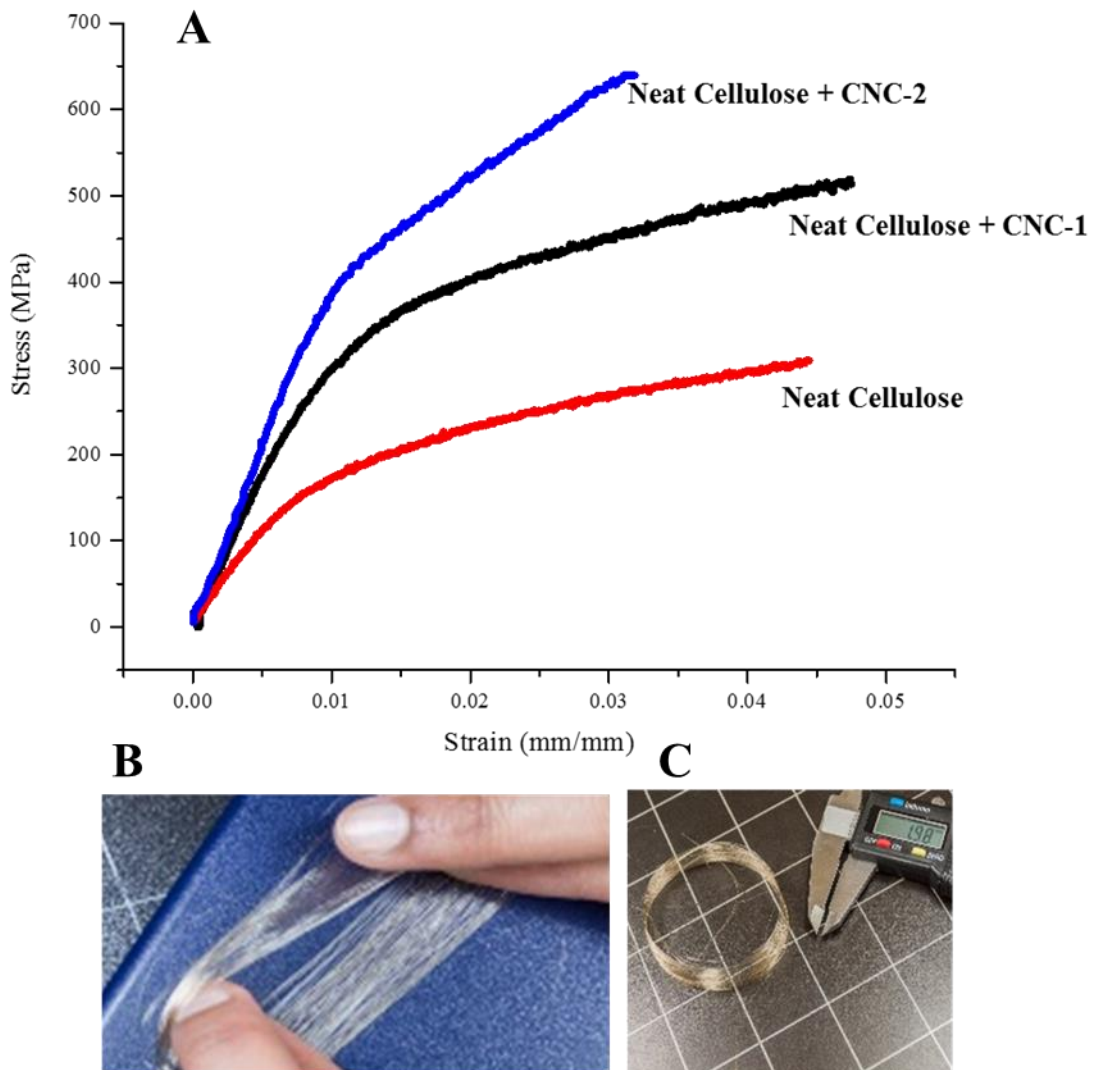 A
700
600
500
400
300
200
100
0
Stress (MPa)
Neat Cellulose + CNC-2
Neat Cellulose + CNC-1
Neat Cellulose
0.00 0.01 0.02 0.03 0.04 0.05
Strain (mm/mm)
B
C
1.98
ZERO